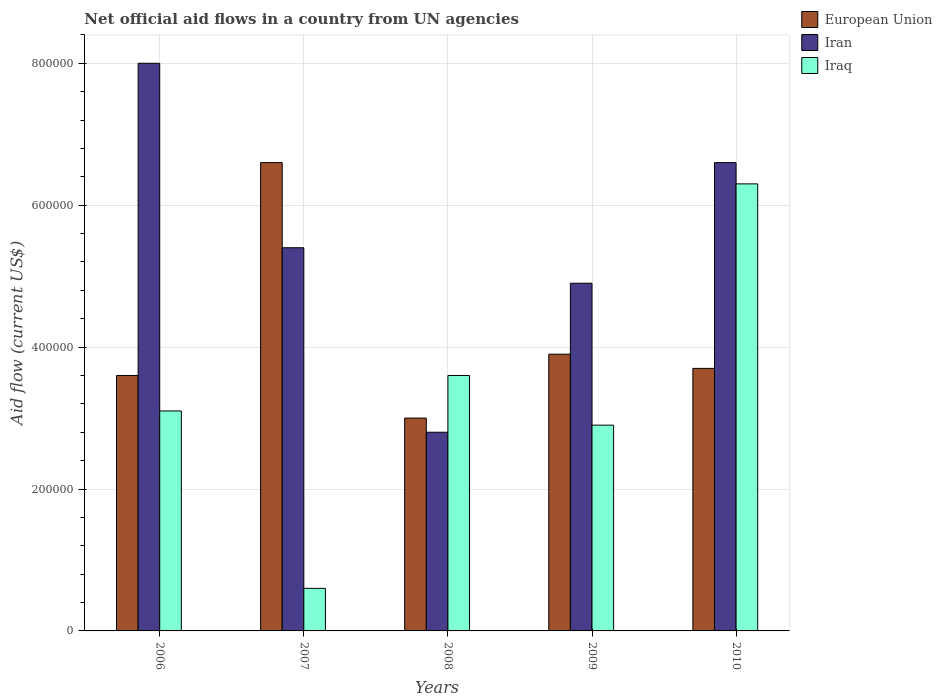 Net official aid flows in a country from UN agencies
European Union
Iran
Iraq
Aid flow (current US$)
800000
600000
400000
200000
0
2006
2007
2008
2009
2010
Years